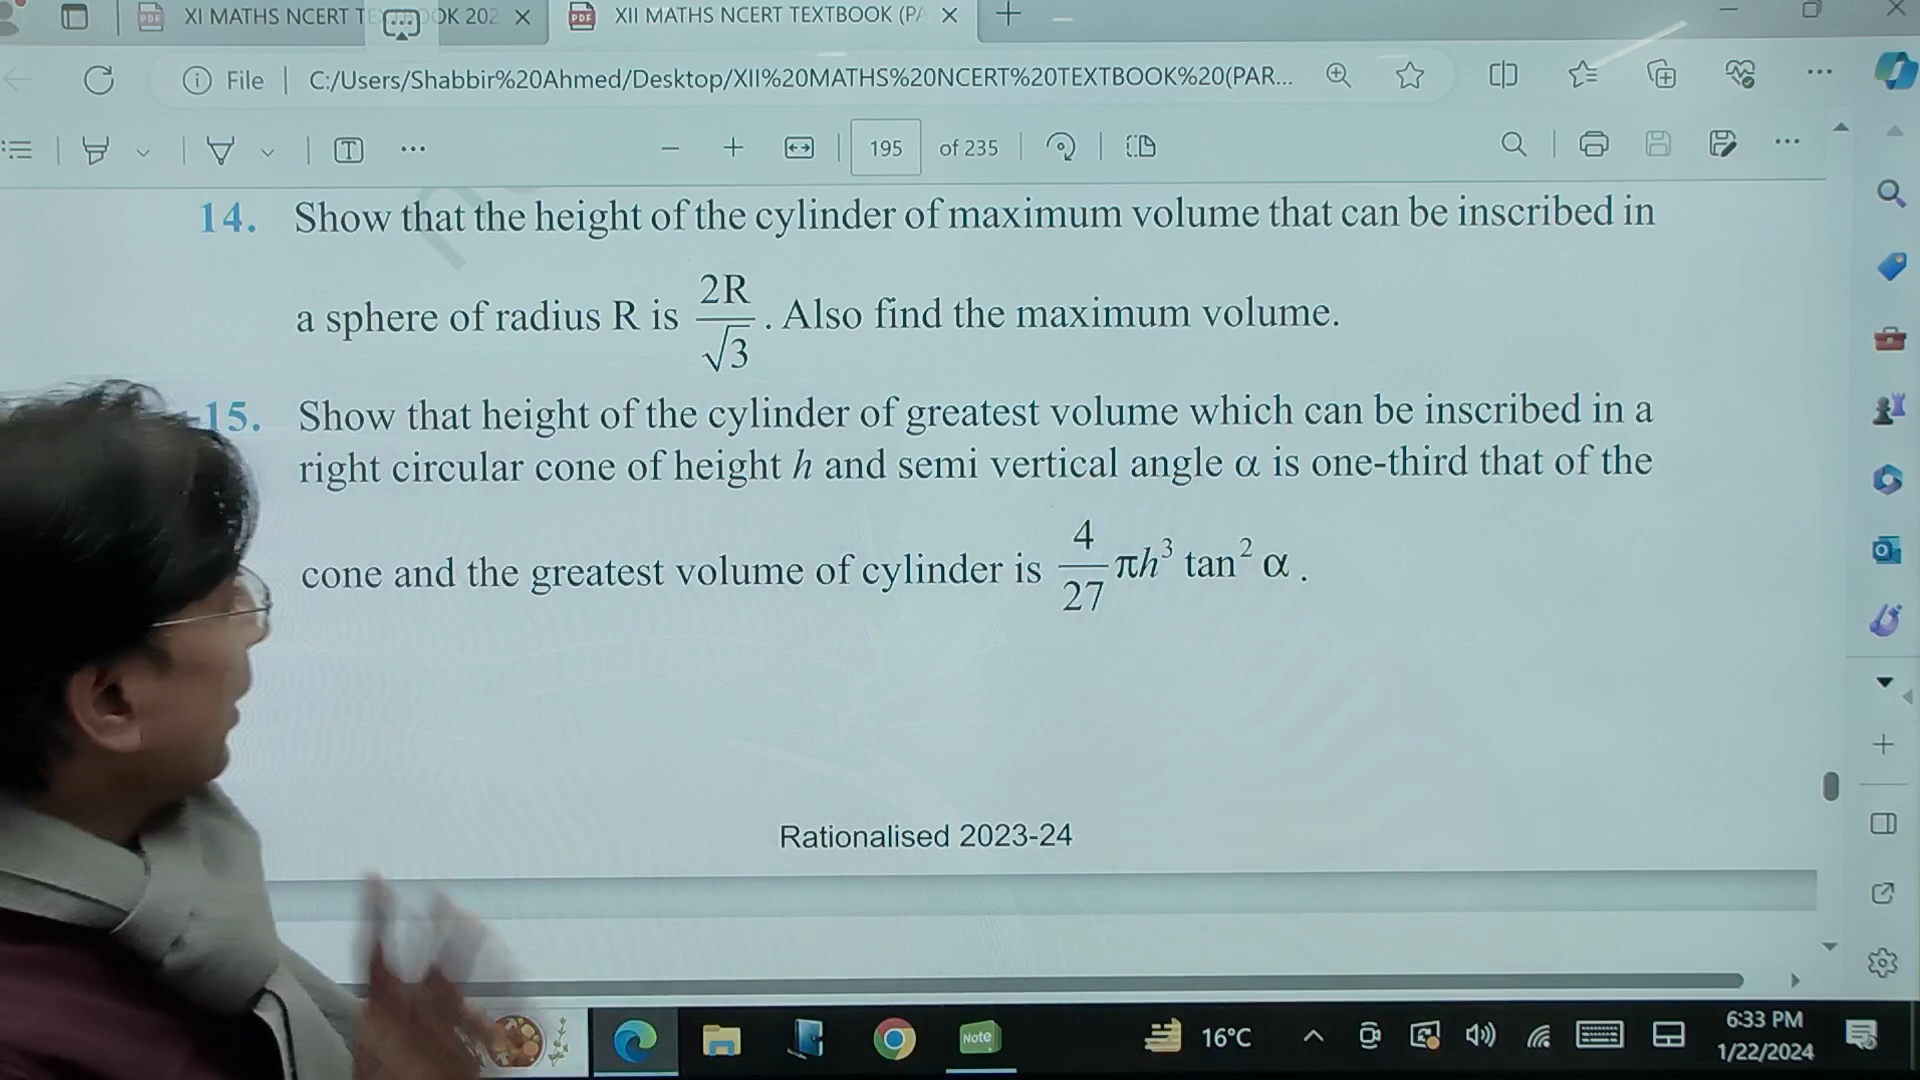 XI MATHS NCERT TE OK 202
XII MATHS NCERT TEXTBOOK (PA
File | C:/Users/Shabbir%20Ahmed/Desktop/XII%20MATHS%20NCERT%20TEXTBOOK%20(PAR...
195 of 235
14. Show that the height of the cylinder of maximum volume that can be inscribed in
a sphere of radius R is 2R/√3. Also find the maximum volume.
15. Show that height of the cylinder of greatest volume which can be inscribed in a
right circular cone of height h and semi vertical angle α is one-third that of the
cone and the greatest volume of cylinder is 4/27 πh³ tan² α.
Rationalised 2023-24
Note
16°C
6:33 PM
1/22/2024